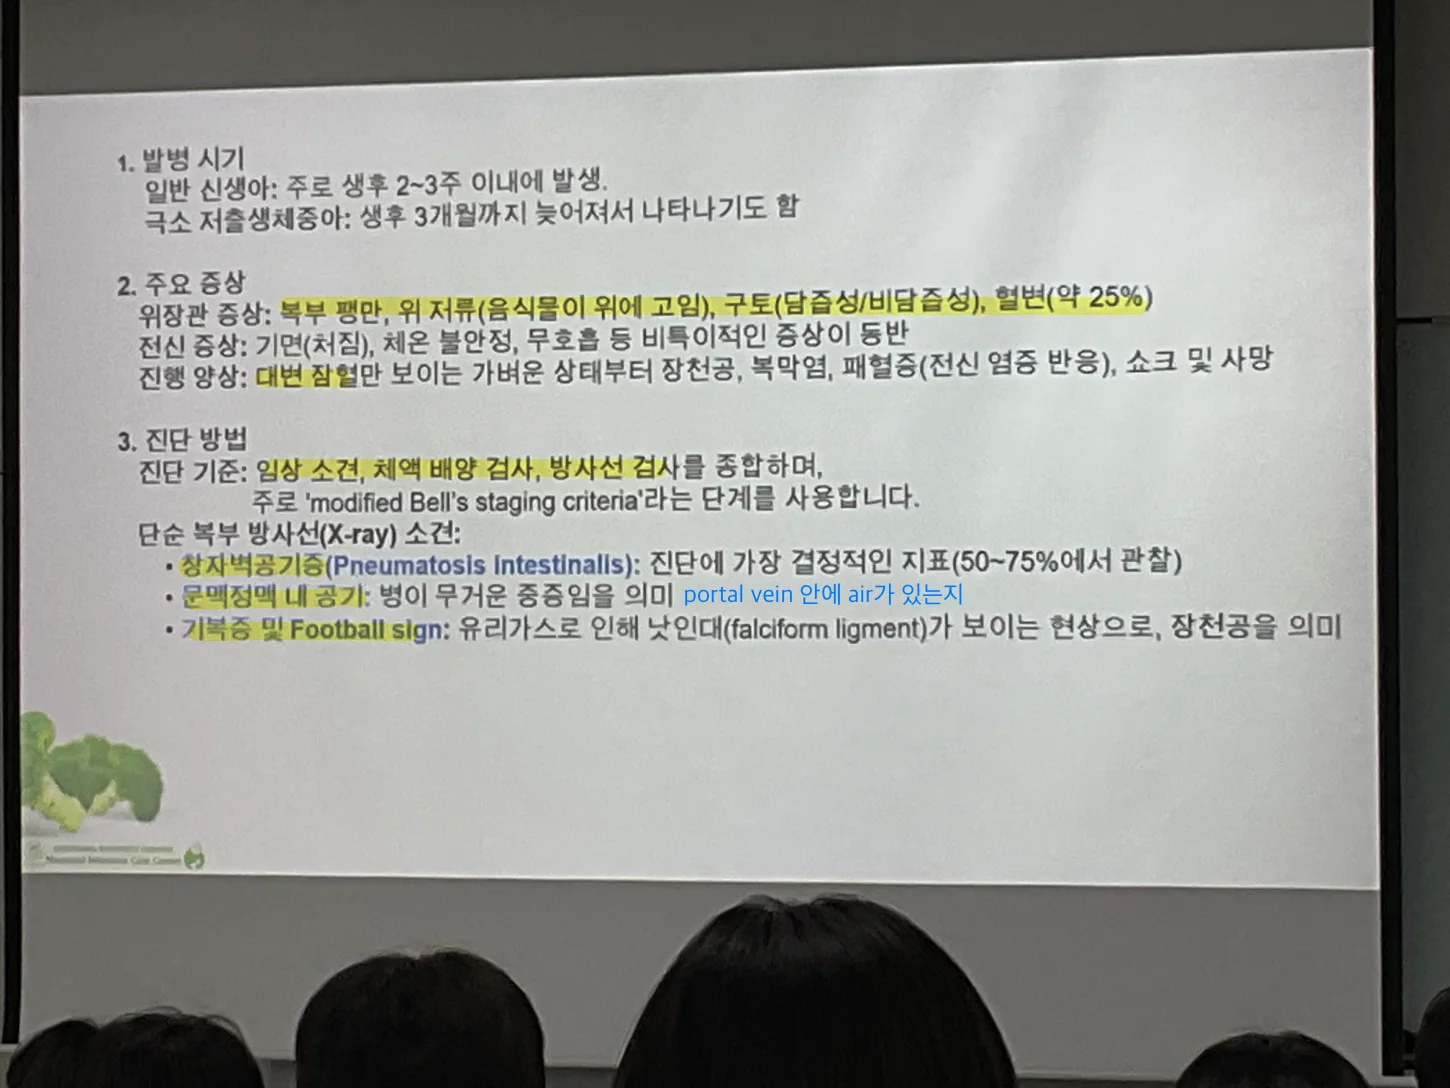 1. 발병 시기
일반 신생아: 주로 생후 2~3주 이내에 발생.
극소 저출생체중아: 생후 3개월까지 늦어져서 나타나기도 함
2. 주요 증상
위장관 증상: 복부 팽만, 위 저류(음식물이 위에 고임), 구토(담즙성/비담즙성), 혈변(약 25%)
전신 증상: 기면(처짐), 체온 불안정, 무호흡 등 비특이적인 증상이 동반
진행 양상: 대변 잠혈만 보이는 가벼운 상태부터 장천공, 복막염, 패혈증(전신 염증 반응), 쇼크 및 사망
3. 진단 방법
진단 기준: 임상 소견, 체액 배양 검사, 방사선 검사를 종합하며,
주로 'modified Bell's staging criteria'라는 단계를 사용합니다.
단순 복부 방사선(X-ray) 소견:
• 창자벽공기증(Pneumatosis intestinalis): 진단에 가장 결정적인 지표(50~75%에서 관찰)
• 문맥정맥 내 공기: 병이 무거운 중증임을 의미 portal vein 안에 air가 있는지
• 기복증 및 Football sign: 유리가스로 인해 낫인대(falciform ligment)가 보이는 현상으로, 장천공을 의미
Neonatal Intensive Care Center